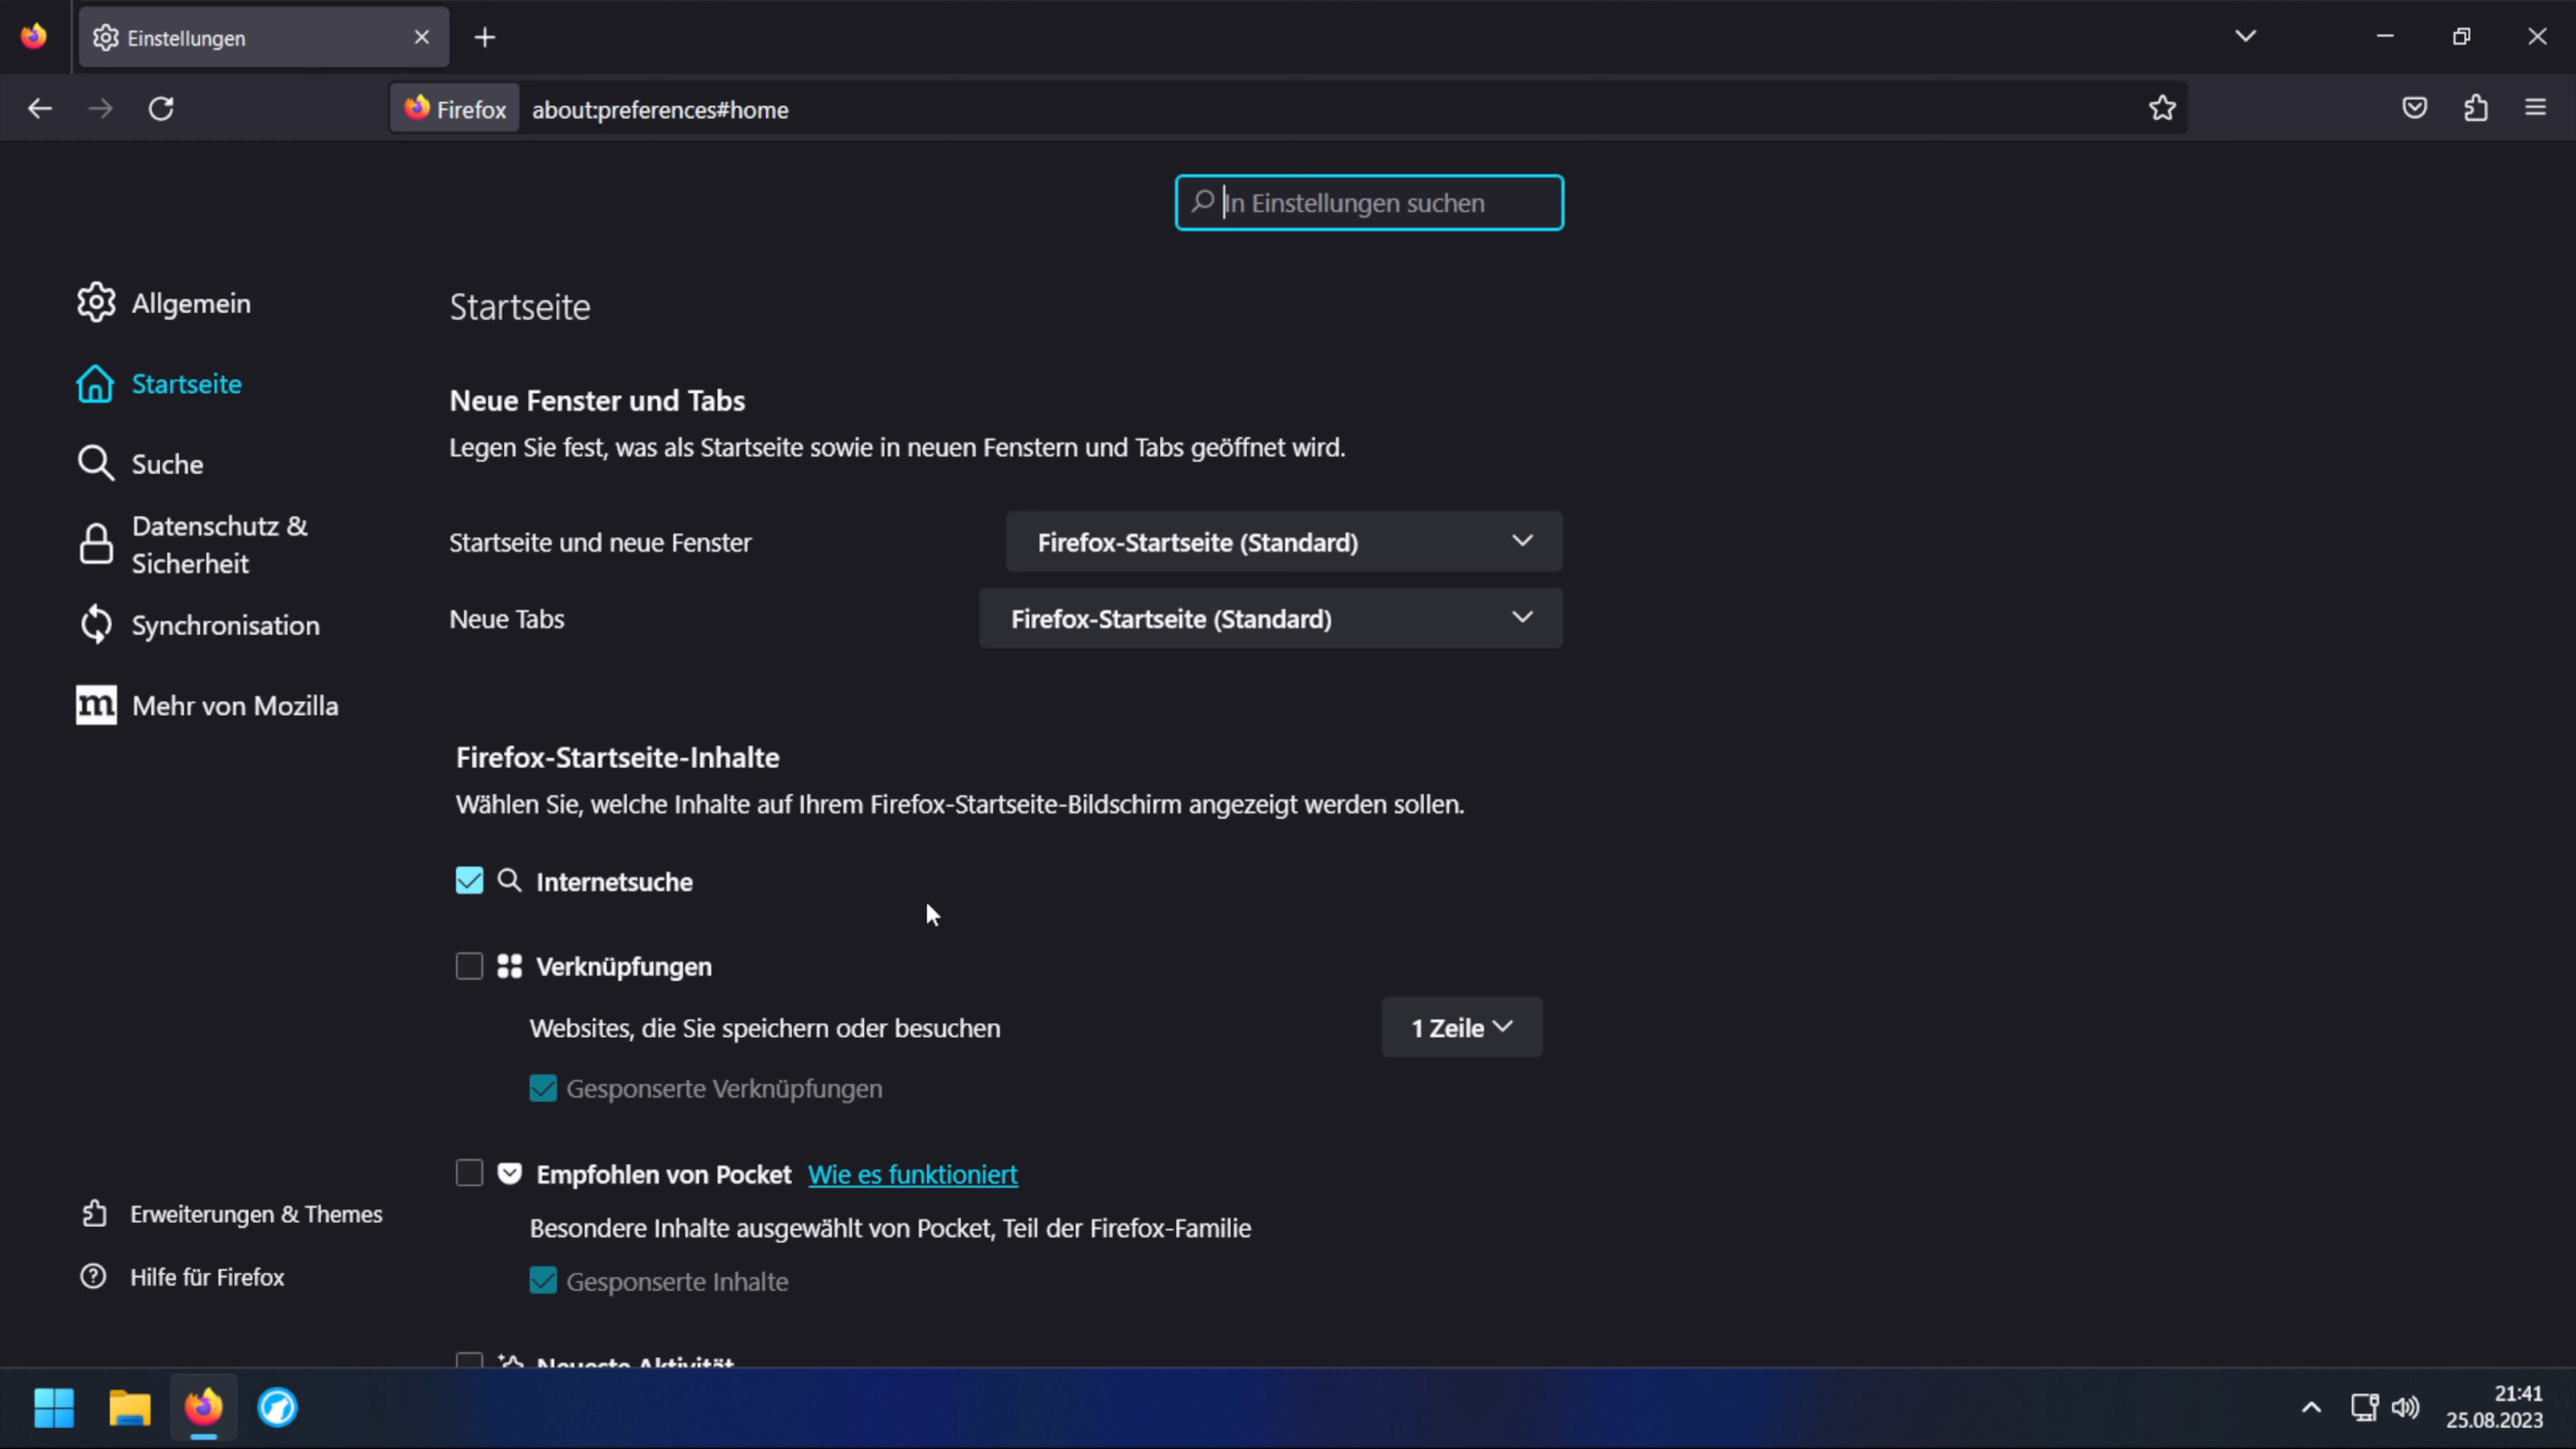 Einstellungen
Firefox about:preferences#home
In Einstellungen suchen
Allgemein
Startseite
Suche
Datenschutz &
Sicherheit
Synchronisation
m Mehr von Mozilla
Erweiterungen & Themes
Hilfe für Firefox
Startseite
Neue Fenster und Tabs
Legen Sie fest, was als Startseite sowie in neuen Fenstern und Tabs geöffnet wird.
Startseite und neue Fenster Firefox-Startseite (Standard)
Neue Tabs Firefox-Startseite (Standard)
Firefox-Startseite-Inhalte
Wählen Sie, welche Inhalte auf Ihrem Firefox-Startseite-Bildschirm angezeigt werden sollen.
Internetsuche
Verknüpfungen
Websites, die Sie speichern oder besuchen 1 Zeile
Gesponserte Verknüpfungen
Empfohlen von Pocket Wie es funktioniert
Besondere Inhalte ausgewählt von Pocket, Teil der Firefox-Familie
Gesponserte Inhalte
Neueste Aktivität
21:41
25.08.2023